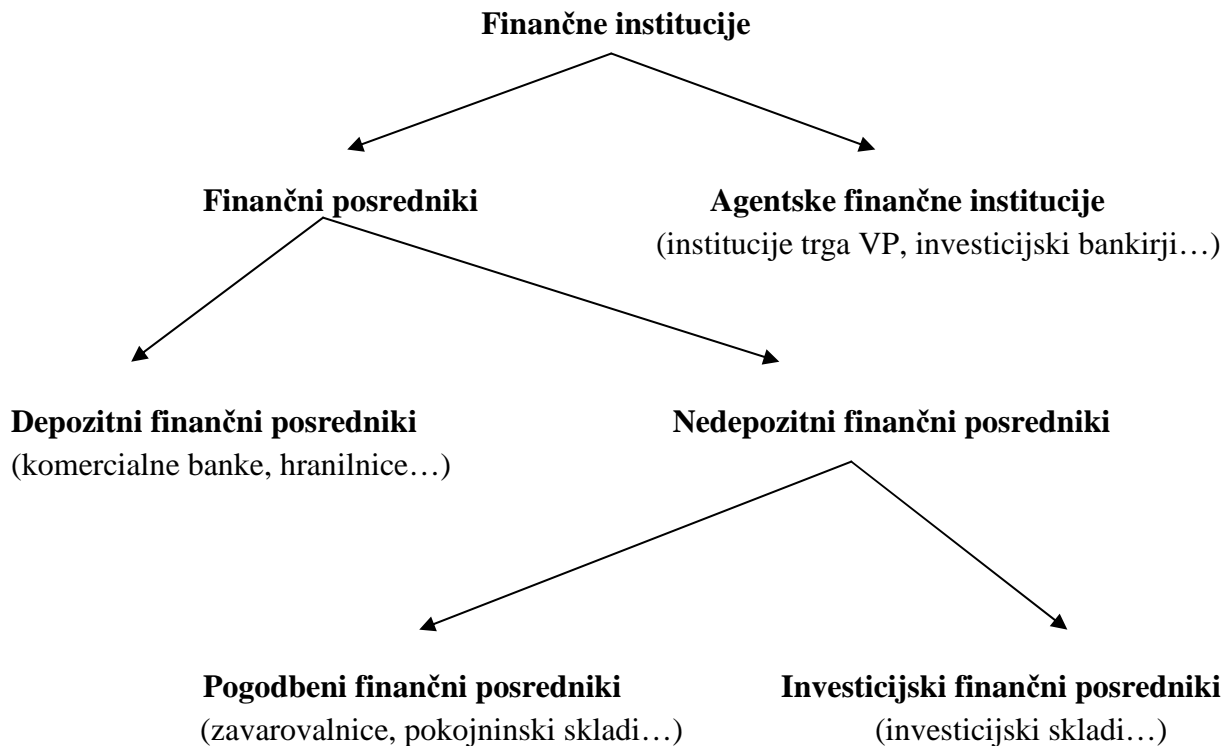 Finančne institucije
Finančni posredniki
Agentske finančne institucije
(institucije trga VP, investicijski bankirji…)
Depozitni finančni posredniki
(komercialne banke, hranilnice…)
Nedepozitni finančni posredniki
Pogodbeni finančni posredniki
(zavarovalnice, pokojninski skladi…)
Investicijski finančni posredniki
(investicijski skladi…)